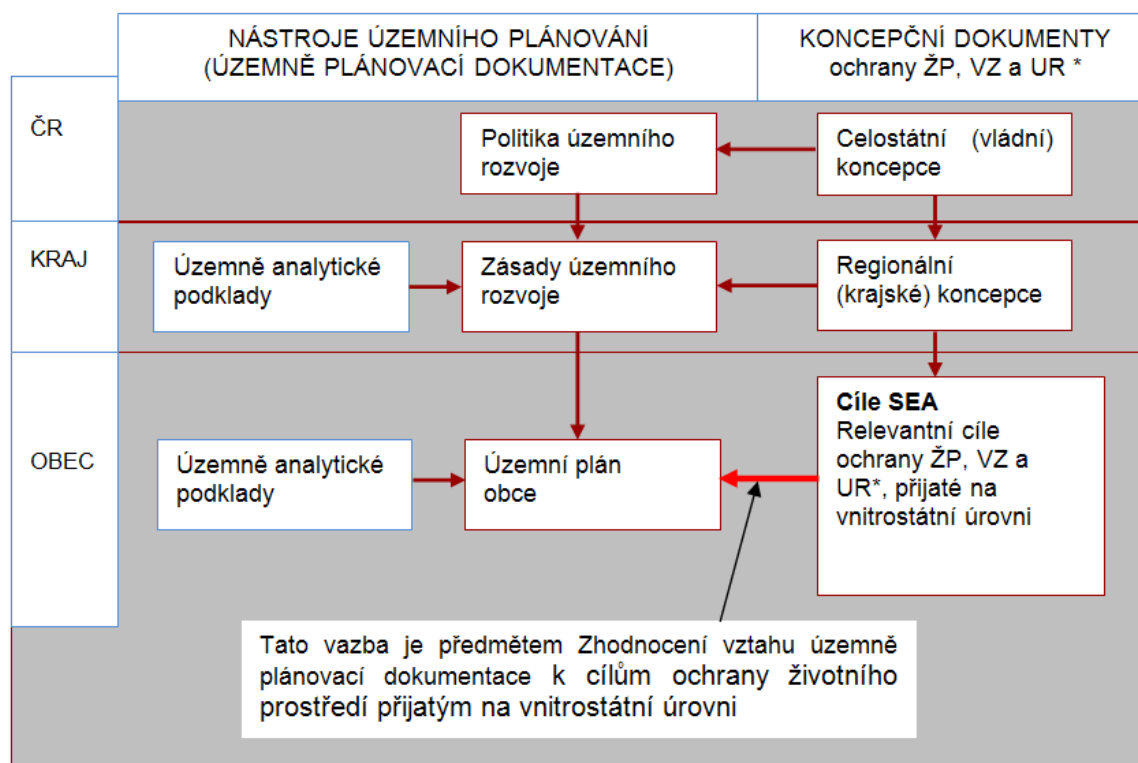 NÁSTROJE ÚZEMNÍHO PLÁNOVÁNÍ
(ÚZEMNĚ PLÁNOVACÍ DOKUMENTACE)
KONCEPČNÍ DOKUMENTY
ochrany ŽP, VZ a UR *
ČR
Politika územního
rozvoje
Celostátní (vládní)
koncepce
KRAJ
Územně analytické
podklady
Zásady územního
rozvoje
Regionální
(krajské) koncepce
OBEC
Územně analytické
podklady
Územní plán
obce
Cíle SEA
Relevantní cíle
ochrany ŽP, VZ a
UR*, přijaté na
vnitrostátní úrovni
Tato vazba je předmětem Zhodnocení vztahu územně
plánovací dokumentace k cílům ochrany životního
prostředí přijatým na vnitrostátní úrovni